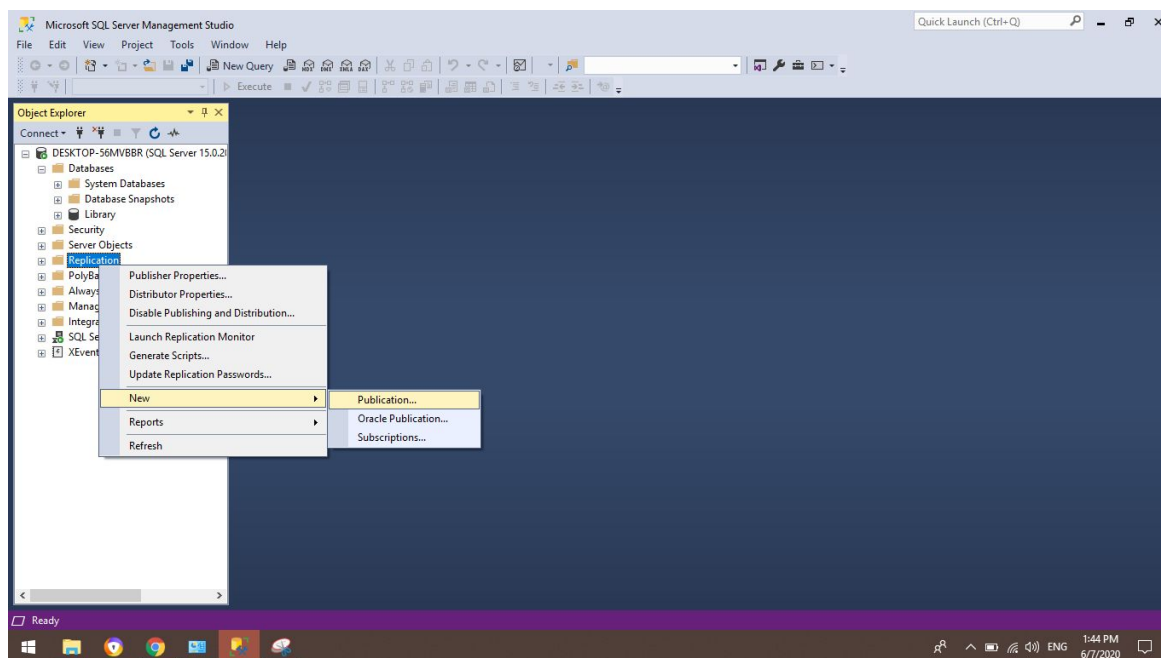 Microsoft SQL Server Management Studio
Quick Launch (Ctrl+Q)
File Edit View Project Tools Window Help
New Query
Execute
Object Explorer
Connect
DESKTOP-56MVBBR (SQL Server 15.0.20
Databases
System Databases
Database Snapshots
Library
Security
Server Objects
Replication
PolyBa
Always
Manag
Integra
SQL Se
XEvent
Publisher Properties...
Distributor Properties...
Disable Publishing and Distribution...
Launch Replication Monitor
Generate Scripts...
Update Replication Passwords...
New
Reports
Refresh
Publication...
Oracle Publication...
Subscriptions...
Ready
ENG
1:44 PM
6/7/2020